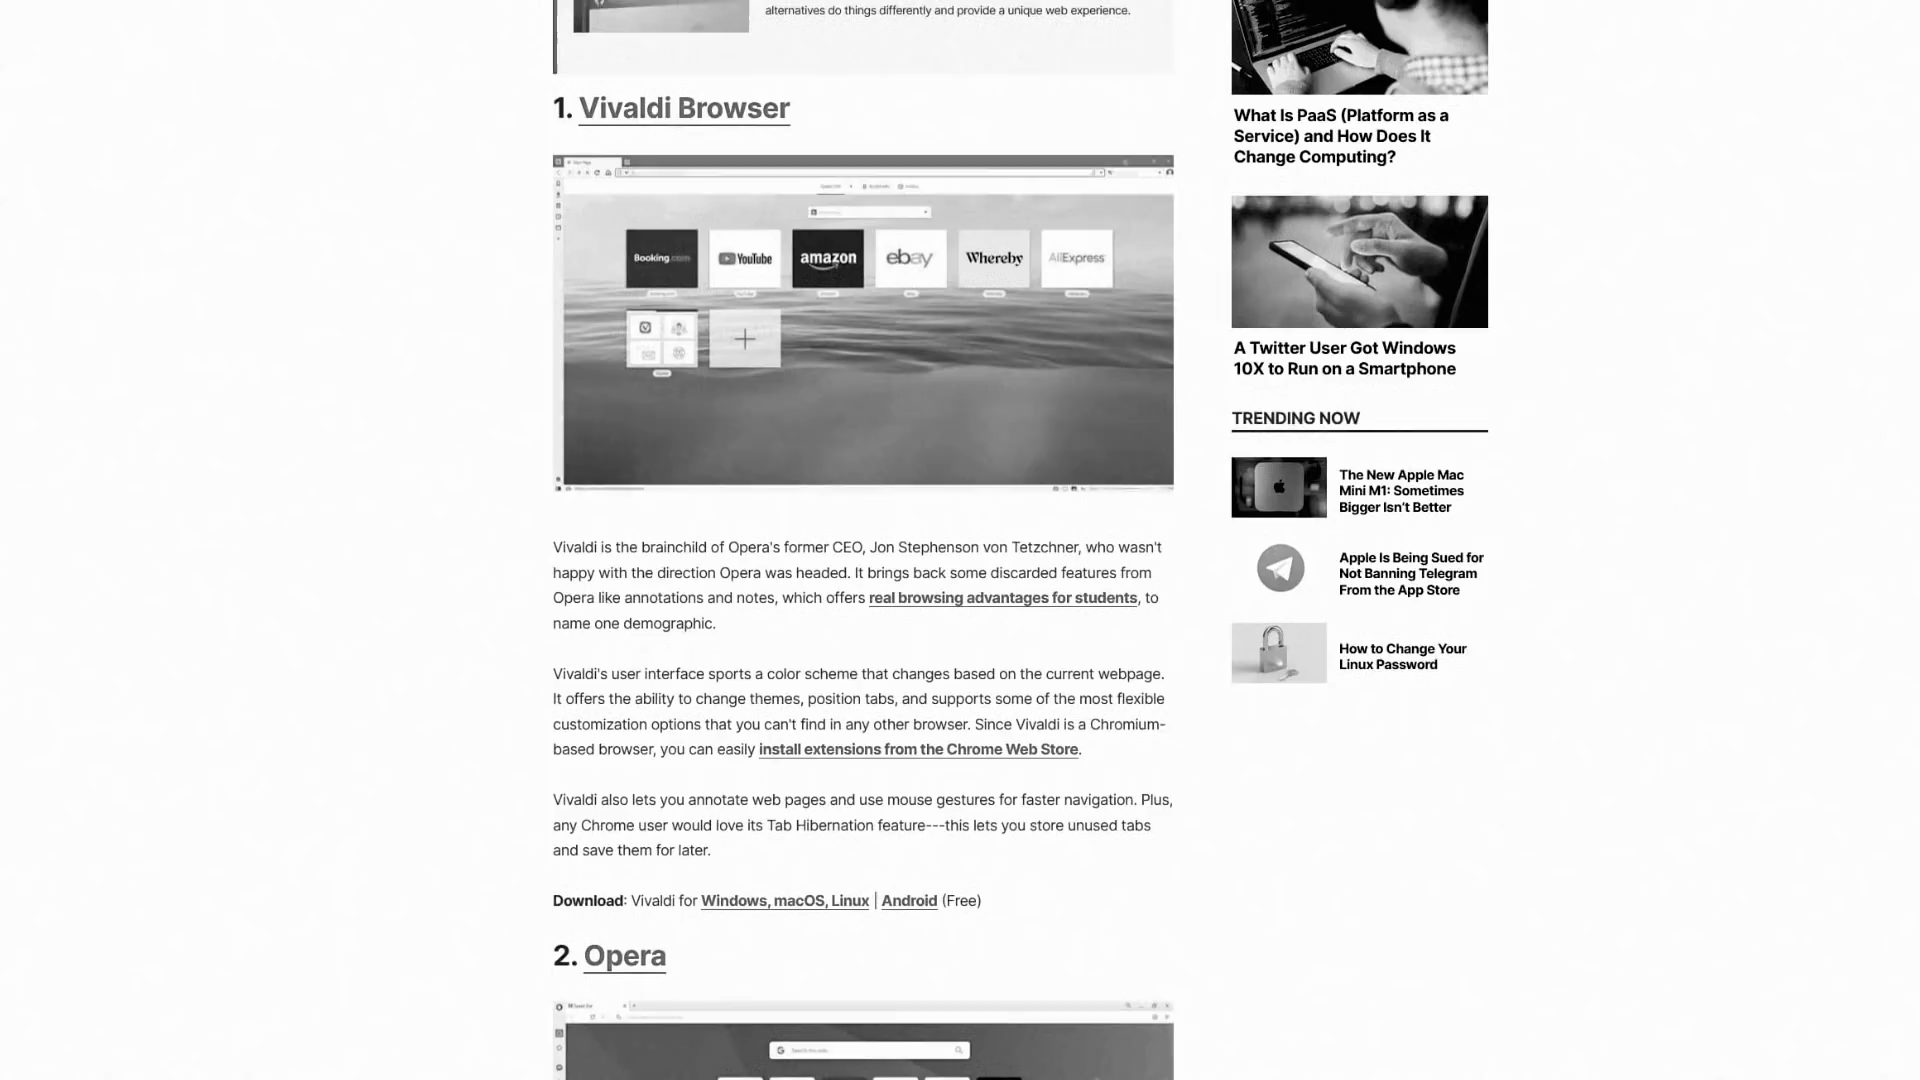 alternatives do things differently and provide a unique web experience.
1. Vivaldi Browser
Booking.com
YouTube
amazon
ebay
Whereby
AliExpress
Vivaldi is the brainchild of Opera's former CEO, Jon Stephenson von Tetzchner, who wasn't
happy with the direction Opera was headed. It brings back some discarded features from
Opera like annotations and notes, which offers real browsing advantages for students, to
name one demographic.
Vivaldi's user interface sports a color scheme that changes based on the current webpage.
It offers the ability to change themes, position tabs, and supports some of the most flexible
customization options that you can't find in any other browser. Since Vivaldi is a Chromium-
based browser, you can easily install extensions from the Chrome Web Store.
Vivaldi also lets you annotate web pages and use mouse gestures for faster navigation. Plus,
any Chrome user would love its Tab Hibernation feature---this lets you store unused tabs
and save them for later.
Download: Vivaldi for Windows, macOS, Linux | Android (Free)
2. Opera
What Is PaaS (Platform as a
Service) and How Does It
Change Computing?
A Twitter User Got Windows
10X to Run on a Smartphone
TRENDING NOW
The New Apple Mac
Mini M1: Sometimes
Bigger Isn't Better
Apple Is Being Sued for
Not Banning Telegram
From the App Store
How to Change Your
Linux Password